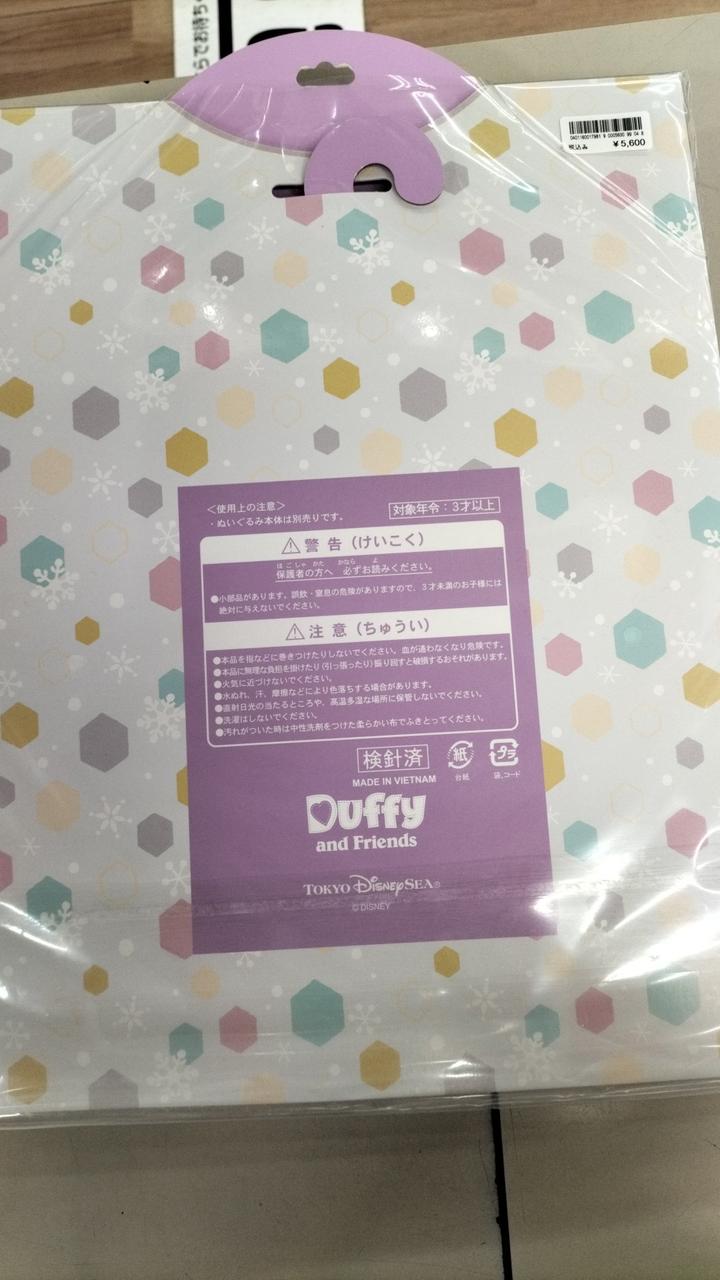 らでお待ち
¥5,600
税込み
＜使用上の注意＞
・ぬいぐるみ本体は別売りです。
対象年令：3才以上
⚠警 告（けいこく）
保護者の方へ 必ずお読みください。
●小部品があります。誤飲・窒息の危険がありますので、3才未満のお子様には
絶対に与えないでください。
⚠注 意（ちゅうい）
●本品を指などに巻きつけたりしないでください。血が通わなくなり危険です。
●本品に無理な負担を掛けたり（引っ張ったり）振り回すと破損するおそれがあります。
●火気に近づけないでください。
●水ぬれ、汗、摩擦などにより色落ちする場合があります。
●直射日光の当たるところや、高温多湿な場所に保管しないでください。
●洗濯はしないでください。
●汚れがついた時は中性洗剤をつけた柔らかい布でふきとってください。
検針済
紙
プラ
台紙
袋、コード
MADE IN VIETNAM
Duffy
and Friends
TOKYO DISNEYSEA®
© DISNEY